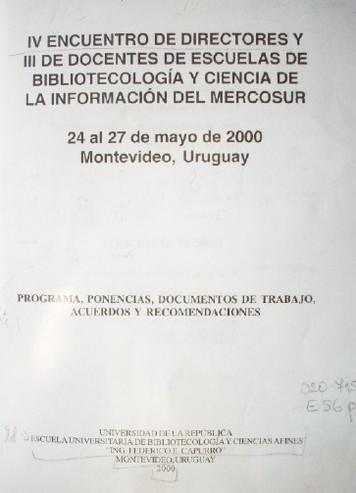 IV ENCUENTRO DE DIRECTORES Y
III DE DOCENTES DE ESCUELAS DE
BIBLIOTECOLOGÍA Y CIENCIA DE
LA INFORMACIÓN DEL MERCOSUR
24 al 27 de mayo de 2000
Montevideo, Uruguay
PROGRAMA, PONENCIAS, DOCUMENTOS DE TRABAJO,
ACUERDOS Y RECOMENDACIONES
E56p
UNIVERSIDAD DE LA REPÚBLICA
ESCUELA UNIVERSITARIA DE BIBLIOTECOLOGÍA Y CIENCIAS AFINES
"ING. FEDERICO E. CAPURRO"
MONTEVIDEO, URUGUAY
2000